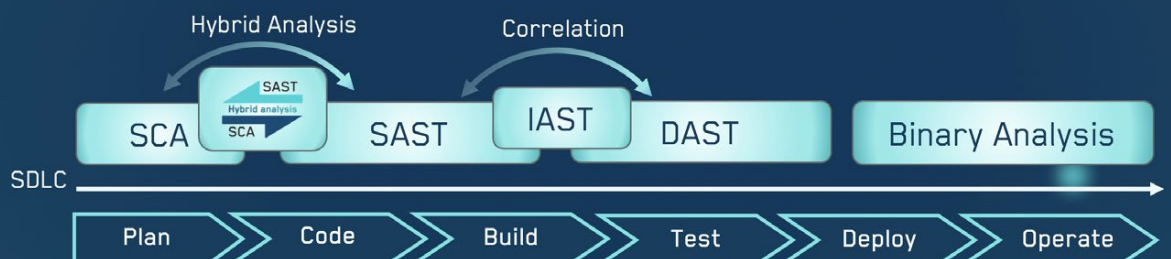 Hybrid Analysis
Correlation
SAST
Hybrid analysis
SCA
SCA
SAST
IAST
DAST
Binary Analysis
SDLC
Plan
Code
Build
Test
Deploy
Operate